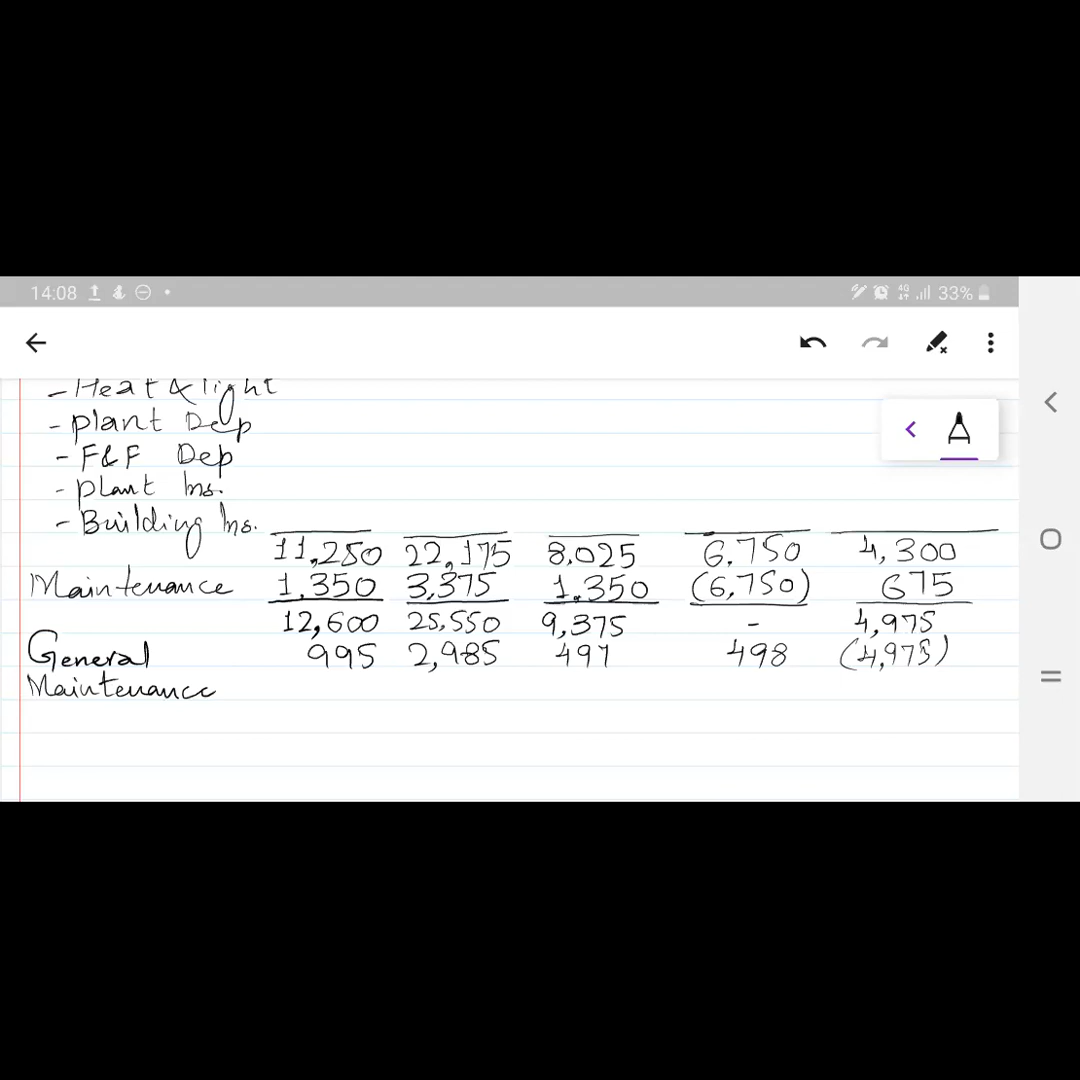 14:08 4G 33%
- Heat & light
- plant Dep
- F&F Dep
- plant Ins.
- Building Ins.
11,250 22,175 8,025 6,750 4,300
Maintenance 1,350 3,375 1,350 (6,750) 675
12,600 25,550 9,375 - 4,975
General 995 2,985 497 498 (4,975)
Maintenance